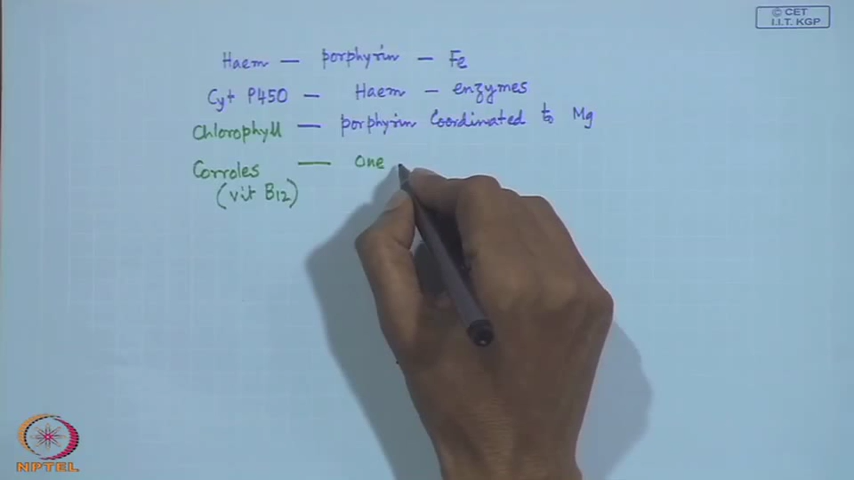 © CET
I.I.T. KGP
Haem — porphyrin — Fe
Cyt P450 — Haem — enzymes
Chlorophyll — porphyrin Coordinated to Mg
Corroles — One
(vit B12)
NPTEL